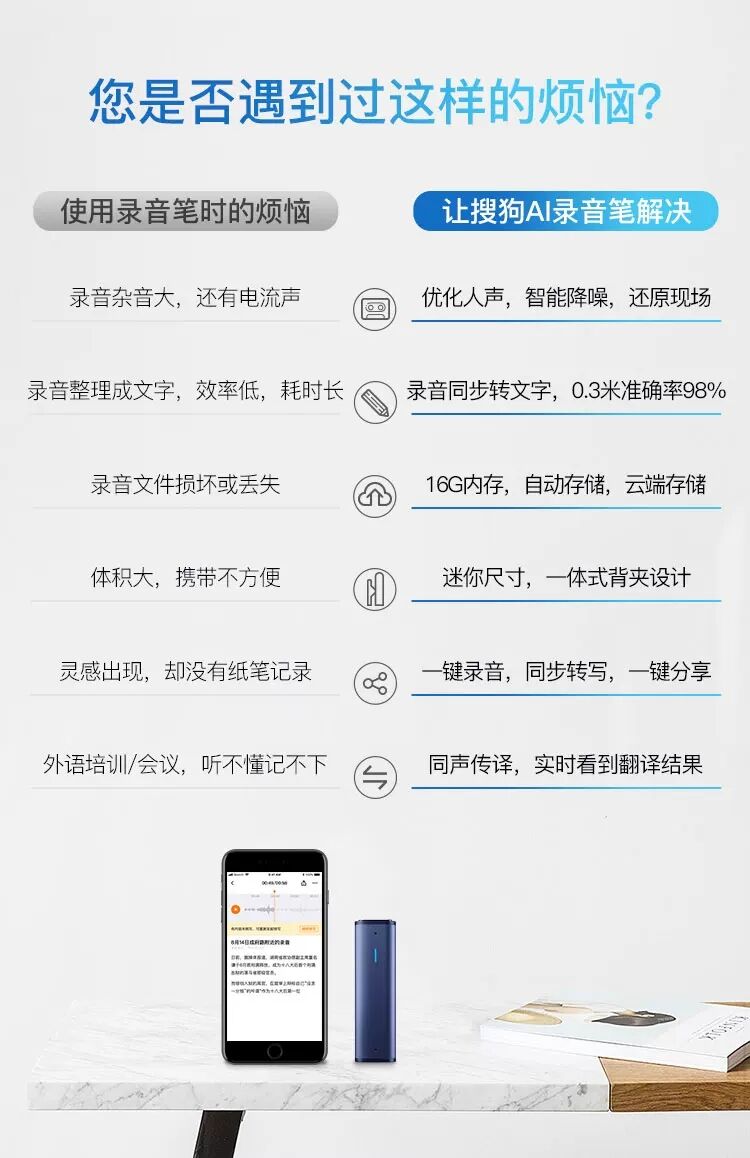 您是否遇到过这样的烦恼?
使用录音笔时的烦恼
让搜狗AI录音笔解决
录音杂音大，还有电流声
优化人声，智能降噪，还原现场
录音整理成文字，效率低，耗时长
录音同步转文字，0.3米准确率98%
录音文件损坏或丢失
16G内存，自动存储，云端存储
体积大，携带不方便
迷你尺寸，一体式背夹设计
灵感出现，却没有纸笔记录
一键录音，同步转写，一键分享
外语培训/会议，听不懂记不下
同声传译，实时看到翻译结果
6月14日成府路附近的录音
KINFOLK